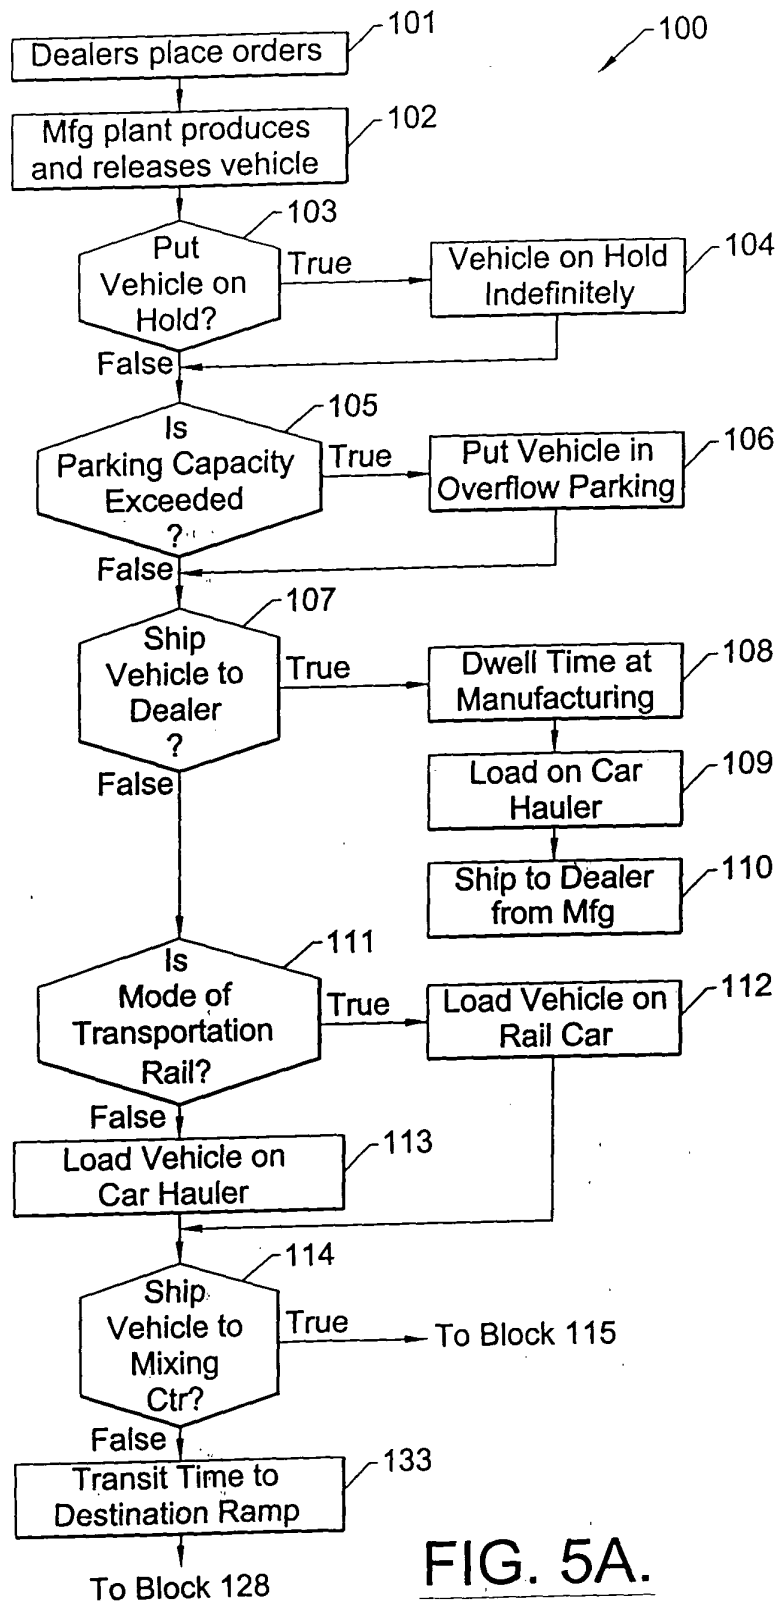 101
100
Dealers place orders
102
Mfg plant produces
and releases vehicle
103
Put
Vehicle on
Hold?
True
104
Vehicle on Hold
Indefinitely
False
105
Is
Parking Capacity
Exceeded
?
True
106
Put Vehicle in
Overflow Parking
False
107
Ship
Vehicle to
Dealer
?
True
108
Dwell Time at
Manufacturing
False
109
Load on Car
Hauler
110
Ship to Dealer
from Mfg
111
Is
Mode of
Transportation
Rail?
True
112
Load Vehicle on
Rail Car
False
113
Load Vehicle on
Car Hauler
114
Ship
Vehicle to
Mixing
Ctr?
True
To Block 115
False
133
Transit Time to
Destination Ramp
To Block 128
FIG. 5A.